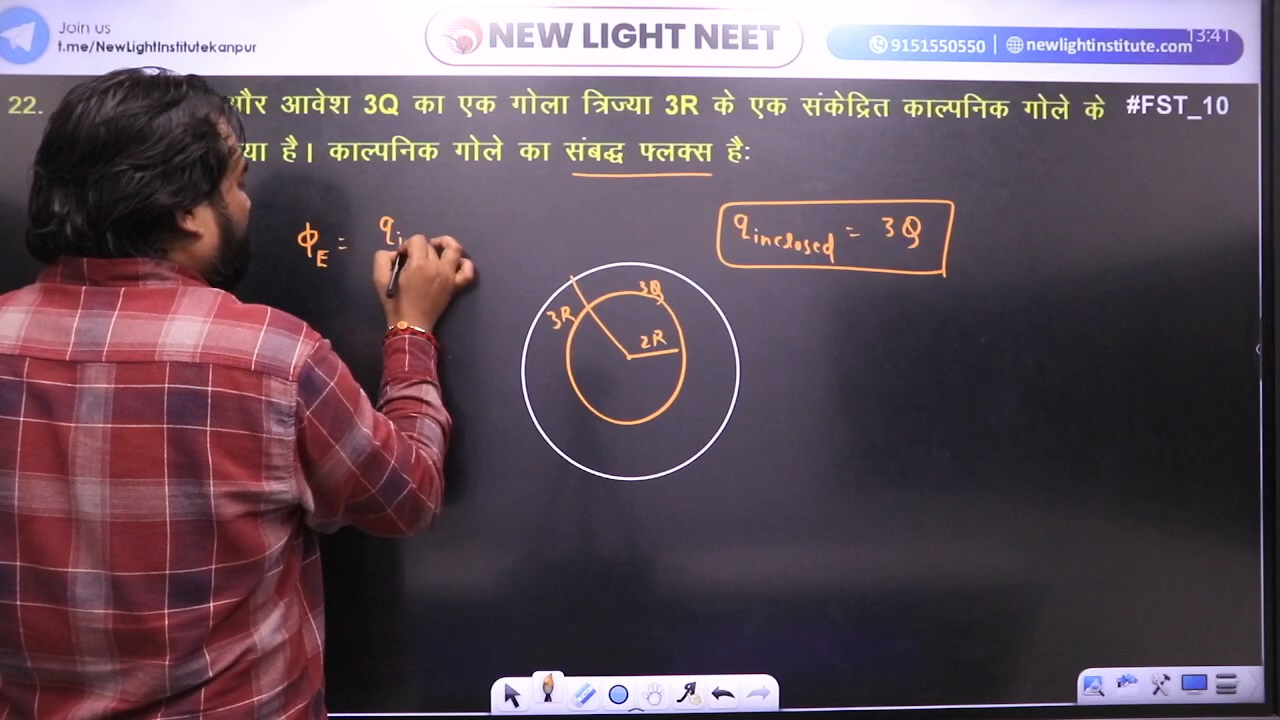 Join us
t.me/NewLightInstitutekanpur
NEW LIGHT NEET
9151550550 | newlightinstitute.com
13:41
22. और आवेश 3Q का एक गोला त्रिज्या 3R के एक संकेद्रित काल्पनिक गोले के #FST_10
या है। काल्पनिक गोले का संबद्ध फ्लक्स है:
ϕE = qi
qinclosed = 3Q
3Q
3R
2R